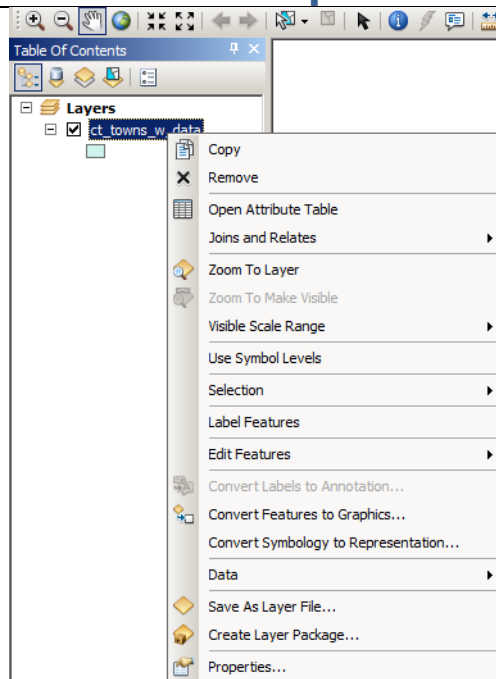 Table Of Contents
Layers
ct_towns_w_data
Copy
Remove
Open Attribute Table
Joins and Relates
Zoom To Layer
Zoom To Make Visible
Visible Scale Range
Use Symbol Levels
Selection
Label Features
Edit Features
Convert Labels to Annotation...
Convert Features to Graphics...
Convert Symbology to Representation...
Data
Save As Layer File...
Create Layer Package...
Properties...